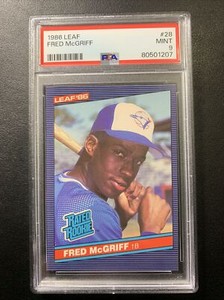 1986 LEAF #28
FRED McGRIFF MINT
PSA 9
80501207
LEAF '86
RATED
ROOKIE
FRED McGRIFF 1B